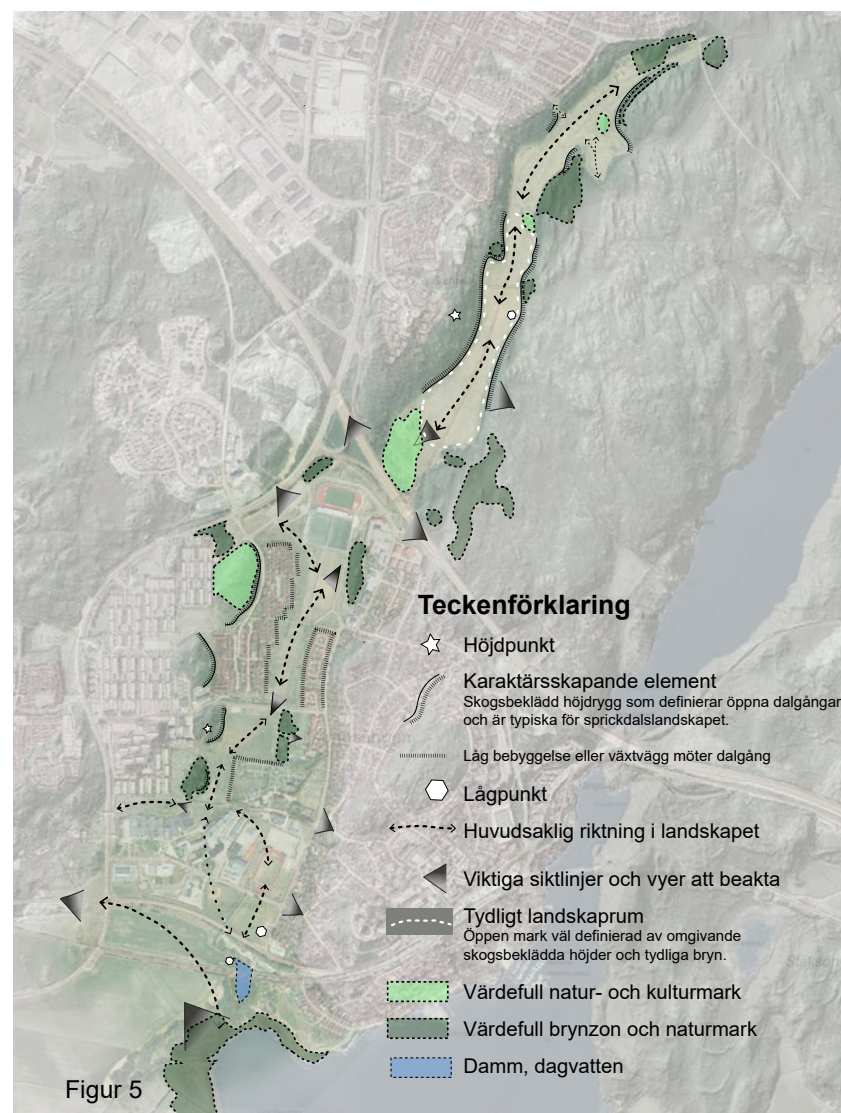 Teckenförklaring
Höjdpunkt
Karaktärsskapande element
Skogsbeklädd höjdrygg som definierar öppna dalgångar
och är typiska för sprickdalslandskapet.
Låg bebyggelse eller växtvägg möter dalgång
Lågpunkt
Huvudsaklig riktning i landskapet
Viktiga siktlinjer och vyer att beakta
Tydligt landskaprum
Öppen mark väl definierad av omgivande
skogsbeklädda höjder och tydliga bryn.
Värdefull natur- och kulturmark
Värdefull brynzon och naturmark
Damm, dagvatten
Figur 5